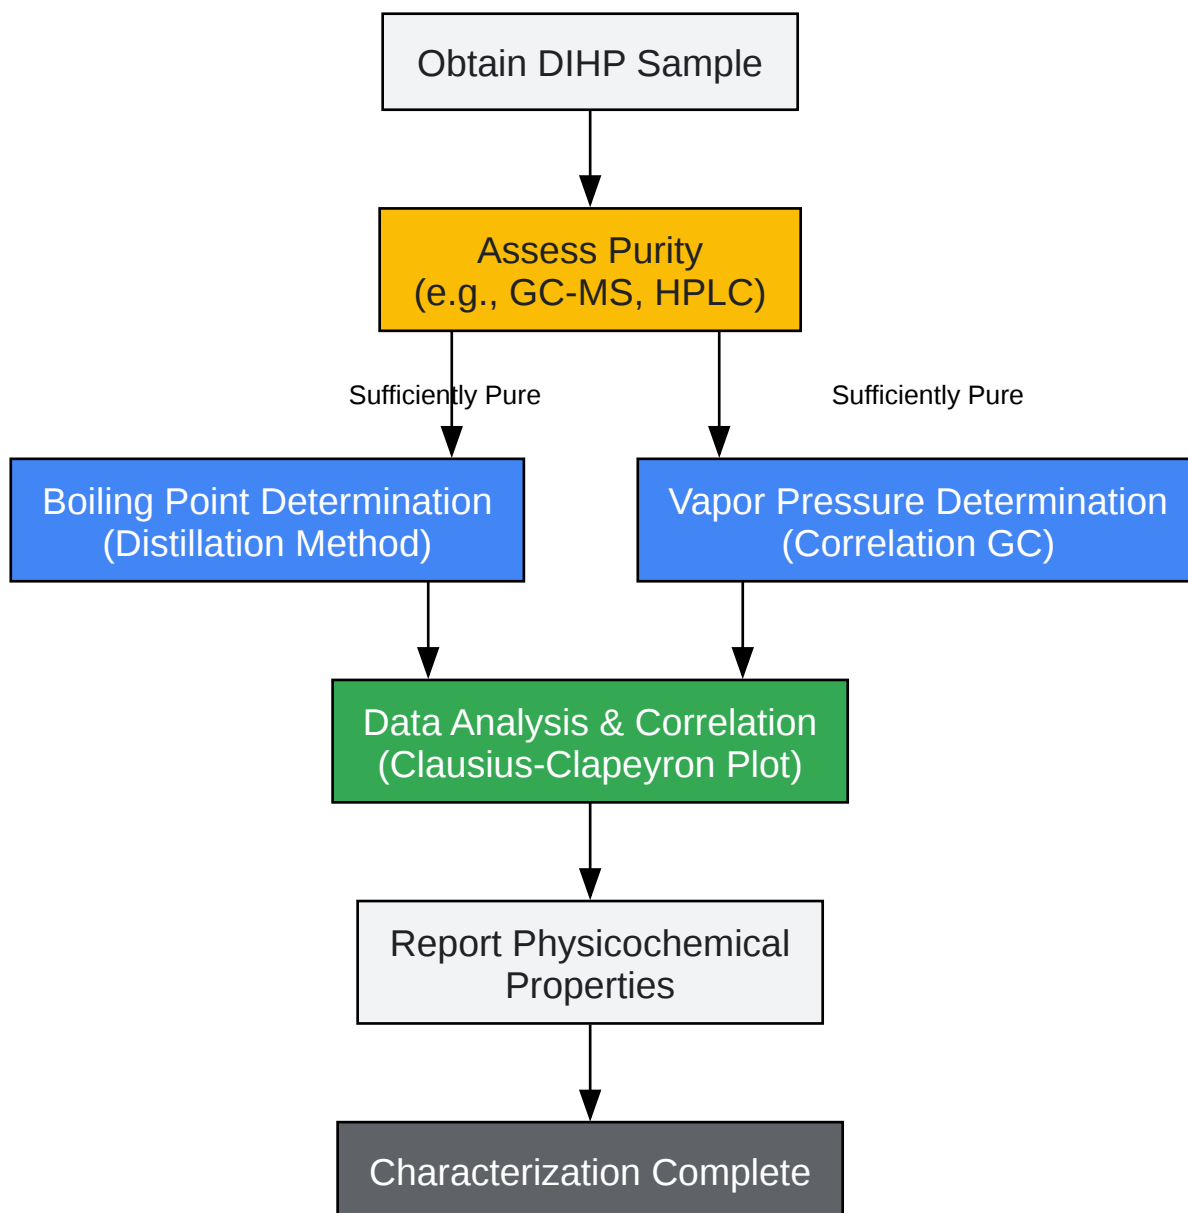 Obtain DIHP Sample
Assess Purity
(e.g., GC-MS, HPLC)
Sufficiently Pure
Sufficiently Pure
Boiling Point Determination
(Distillation Method)
Vapor Pressure Determination
(Correlation GC)
Data Analysis & Correlation
(Clausius-Clapeyron Plot)
Report Physicochemical
Properties
Characterization Complete